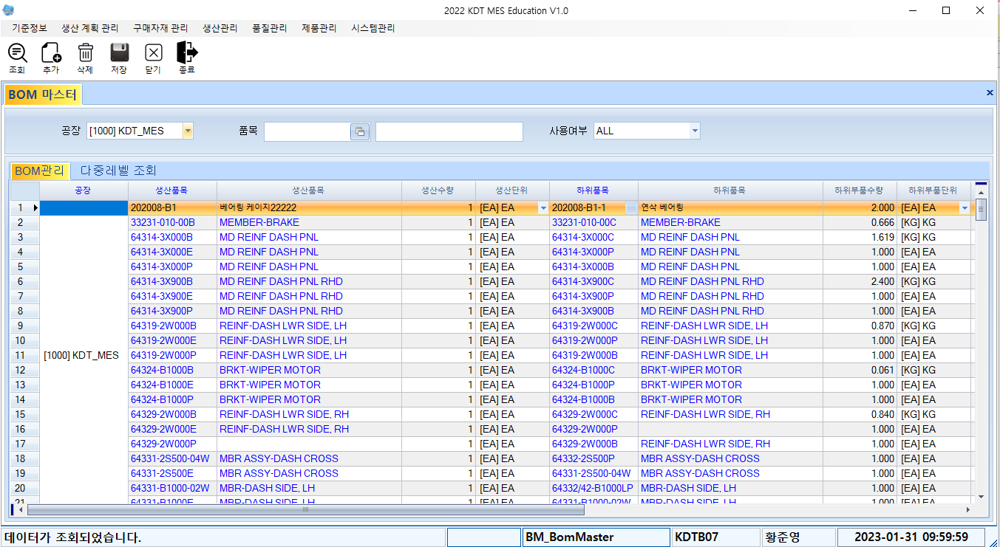 2022 KDT MES Education V1.0
기준정보 생산 계획 관리 구매자재 관리 생산관리 품질관리 제품관리 시스템관리
조회 추가 삭제 저장 닫기 종료
BOM 마스터
공장 [1000] KDT_MES 품목 사용여부 ALL
BOM관리 다중레벨 조회
공장 생산품목 생산품목 생산수량 생산단위 하위품목 하위품목 하위부품수량 하위부품단위
1 202008-B1 베어링 케이지22222 1 [EA] EA 202008-B1-1 연삭 베어링 2.000 [EA] EA
2 33231-010-00B MEMBER-BRAKE 1 [EA] EA 33231-010-00C MEMBER-BRAKE 0.666 [KG] KG
3 64314-3X000B MD REINF DASH PNL 1 [EA] EA 64314-3X000C MD REINF DASH PNL 1.619 [KG] KG
4 64314-3X000E MD REINF DASH PNL 1 [EA] EA 64314-3X000P MD REINF DASH PNL 1.000 [EA] EA
5 64314-3X000P MD REINF DASH PNL 1 [EA] EA 64314-3X000B MD REINF DASH PNL 1.000 [EA] EA
6 64314-3X900B MD REINF DASH PNL RHD 1 [EA] EA 64314-3X900C MD REINF DASH PNL RHD 2.400 [KG] KG
7 64314-3X900E MD REINF DASH PNL RHD 1 [EA] EA 64314-3X900P MD REINF DASH PNL RHD 1.000 [EA] EA
8 64314-3X900P MD REINF DASH PNL RHD 1 [EA] EA 64314-3X900B MD REINF DASH PNL RHD 1.000 [EA] EA
9 64319-2W000B REINF-DASH LWR SIDE, LH 1 [EA] EA 64319-2W000C REINF-DASH LWR SIDE, LH 0.870 [KG] KG
10 64319-2W000E REINF-DASH LWR SIDE, LH 1 [EA] EA 64319-2W000P REINF-DASH LWR SIDE, LH 1.000 [EA] EA
11 [1000] KDT_MES 64319-2W000P REINF-DASH LWR SIDE, LH 1 [EA] EA 64319-2W000B REINF-DASH LWR SIDE, LH 1.000 [EA] EA
12 64324-B1000B BRKT-WIPER MOTOR 1 [EA] EA 64324-B1000C BRKT-WIPER MOTOR 0.061 [KG] KG
13 64324-B1000E BRKT-WIPER MOTOR 1 [EA] EA 64324-B1000P BRKT-WIPER MOTOR 1.000 [EA] EA
14 64324-B1000P BRKT-WIPER MOTOR 1 [EA] EA 64324-B1000B BRKT-WIPER MOTOR 1.000 [EA] EA
15 64329-2W000B REINF-DASH LWR SIDE, RH 1 [EA] EA 64329-2W000C REINF-DASH LWR SIDE, RH 0.840 [KG] KG
16 64329-2W000E REINF-DASH LWR SIDE, RH 1 [EA] EA 64329-2W000P 1.000 [EA] EA
17 64329-2W000P 1 [EA] EA 64329-2W000B REINF-DASH LWR SIDE, RH 1.000 [EA] EA
18 64331-2S500-04W MBR ASSY-DASH CROSS 1 [EA] EA 64332-2S500P MBR ASSY-DASH CROSS 1.000 [EA] EA
19 64331-2S500E MBR ASSY-DASH CROSS 1 [EA] EA 64331-2S500-04W MBR ASSY-DASH CROSS 1.000 [EA] EA
20 64331-B1000-02W MBR-DASH SIDE, LH 1 [EA] EA 64332/42-B1000LP MBR-DASH SIDE, LH 1.000 [EA] EA
21 64331-B1000E MBR-DASH SIDE, LH 1 [EA] EA 64331-B1000-02W MBR-DASH SIDE, LH 1.000 [EA] EA
데이터가 조회되었습니다. BM_BomMaster KDTB07 황준영 2023-01-31 09:59:59